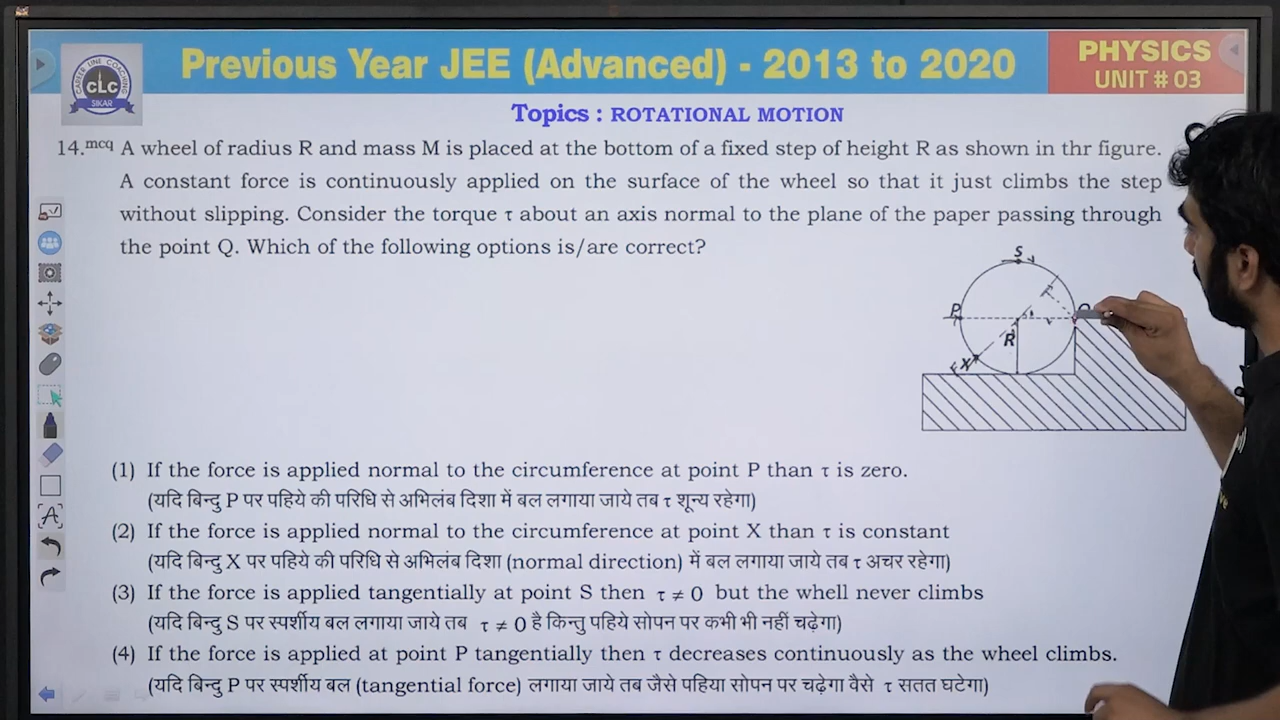 Previous Year JEE (Advanced) - 2013 to 2020
PHYSICS
UNIT # 03
CAREER LINE COACHING
CLC
SIKAR
Topics : ROTATIONAL MOTION
14.mcq A wheel of radius R and mass M is placed at the bottom of a fixed step of height R as shown in thr figure.
A constant force is continuously applied on the surface of the wheel so that it just climbs the step
without slipping. Consider the torque τ about an axis normal to the plane of the paper passing through
the point Q. Which of the following options is/are correct?
S
P
Q
R
F X
(1) If the force is applied normal to the circumference at point P than τ is zero.
(यदि बिन्दु P पर पहिये की परिधि से अभिलंब दिशा में बल लगाया जाये तब τ शून्य रहेगा)
(2) If the force is applied normal to the circumference at point X than τ is constant
(यदि बिन्दु X पर पहिये की परिधि से अभिलंब दिशा (normal direction) में बल लगाया जाये तब τ अचर रहेगा)
(3) If the force is applied tangentially at point S then τ ≠ 0 but the whell never climbs
(यदि बिन्दु S पर स्पर्शीय बल लगाया जाये तब τ ≠ 0 है किन्तु पहिये सोपन पर कभी भी नहीं चढ़ेगा)
(4) If the force is applied at point P tangentially then τ decreases continuously as the wheel climbs.
(यदि बिन्दु P पर स्पर्शीय बल (tangential force) लगाया जाये तब जैसे पहिया सोपन पर चढ़ेगा वैसे τ सतत घटेगा)